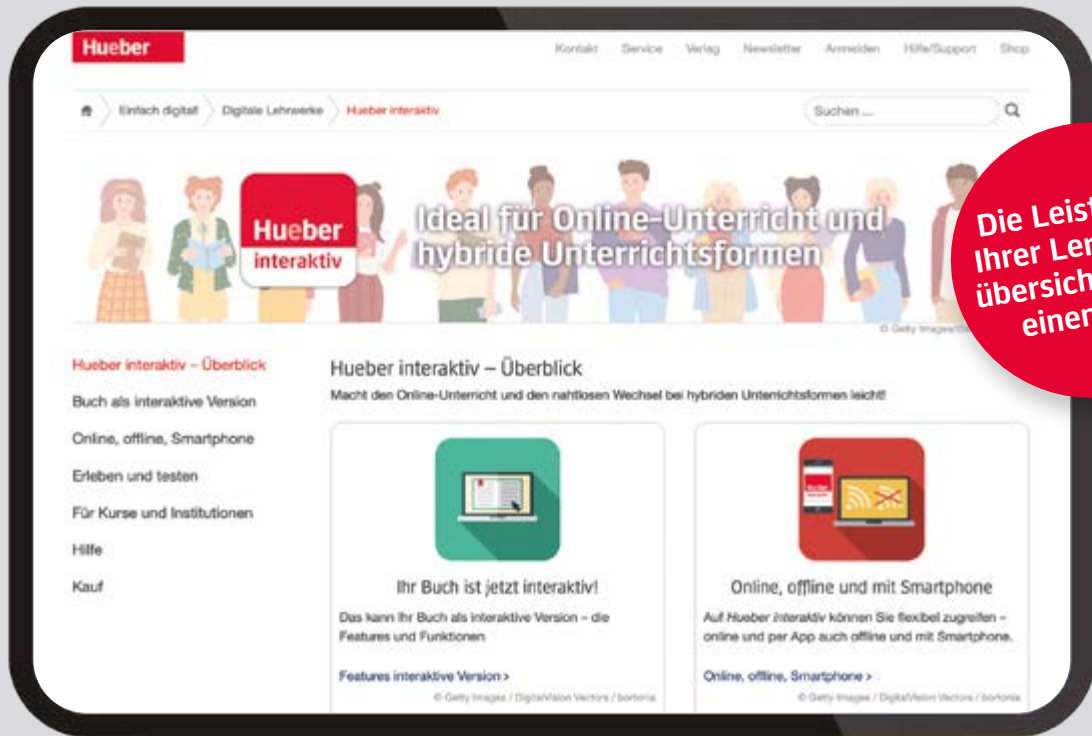 Hueber
Kontakt Service Verlag Newsletter Anmelden Hilfe/Support Shop
Einfach digital! Digitale Lehrwerke Hueber interaktiv
Suchen ...
Hueber
interaktiv
Ideal für Online-Unterricht und
hybride Unterrichtsformen
Die
Ihrer
einen
© Getty Images
Hueber interaktiv – Überblick
Buch als interaktive Version
Online, offline, Smartphone
Erleben und testen
Für Kurse und Institutionen
Hilfe
Kauf
Hueber interaktiv – Überblick
Macht den Online-Unterricht und den nahtlosen Wechsel bei hybriden Unterrichtsformen leicht!
Ihr Buch ist jetzt interaktiv!
Das kann Ihr Buch als interaktive Version – die
Features und Funktionen
Features interaktive Version >
© Getty Images / DigitalVision Vectors / bortonia
Online, offline und mit Smartphone
Auf Hueber interaktiv können Sie flexibel zugreifen –
online und per App auch offline und mit Smartphone.
Online, offline, Smartphone >
© Getty Images / DigitalVision Vectors / bortonia